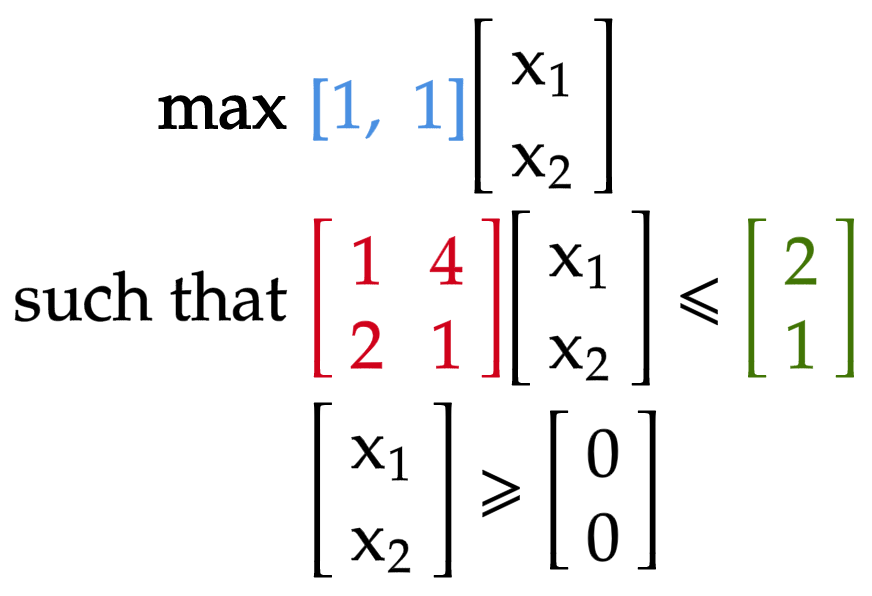 max [1, 1] [x₁ x₂]
such that [1 4 2 1] [x₁ x₂] ⩽ [2 1]
[x₁ x₂] ⩾ [0 0]